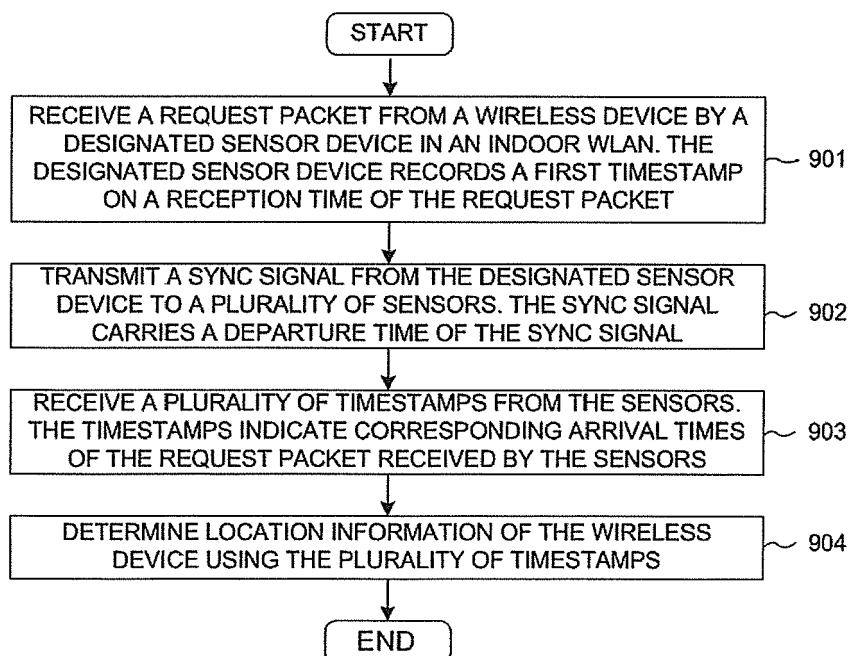 START
RECEIVE A REQUEST PACKET FROM A WIRELESS DEVICE BY A
DESIGNATED SENSOR DEVICE IN AN INDOOR WLAN. THE
DESIGNATED SENSOR DEVICE RECORDS A FIRST TIMESTAMP
ON A RECEPTION TIME OF THE REQUEST PACKET
901
TRANSMIT A SYNC SIGNAL FROM THE DESIGNATED SENSOR
DEVICE TO A PLURALITY OF SENSORS. THE SYNC SIGNAL
CARRIES A DEPARTURE TIME OF THE SYNC SIGNAL
902
RECEIVE A PLURALITY OF TIMESTAMPS FROM THE SENSORS.
THE TIMESTAMPS INDICATE CORRESPONDING ARRIVAL TIMES
OF THE REQUEST PACKET RECEIVED BY THE SENSORS
903
DETERMINE LOCATION INFORMATION OF THE WIRELESS
DEVICE USING THE PLURALITY OF TIMESTAMPS
904
END